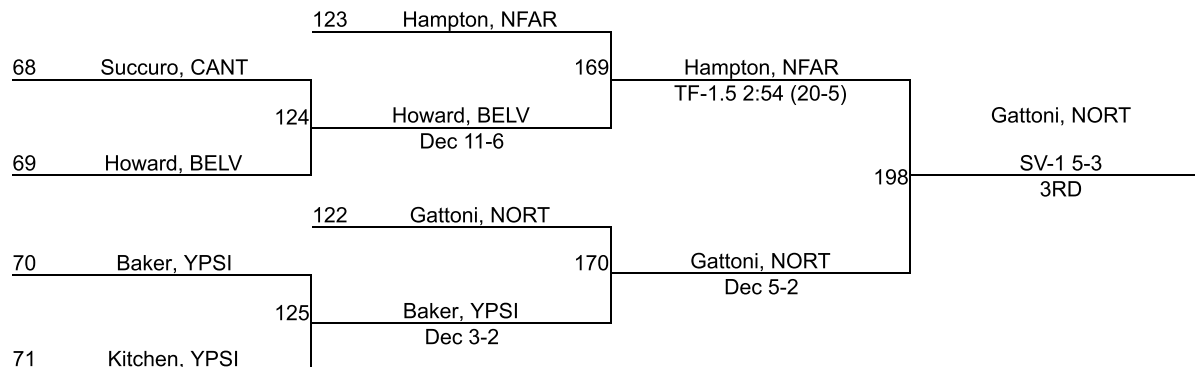 123 Hampton, NFAR
68 Succuro, CANT
169 Hampton, NFAR
TF-1.5 2:54 (20-5)
124 Howard, BELV
Dec 11-6
Gattoni, NORT
69 Howard, BELV
SV-1 5-3
198
3RD
122 Gattoni, NORT
70 Baker, YPSI
170 Gattoni, NORT
Dec 5-2
125 Baker, YPSI
Dec 3-2
71 Kitchen, YPSI